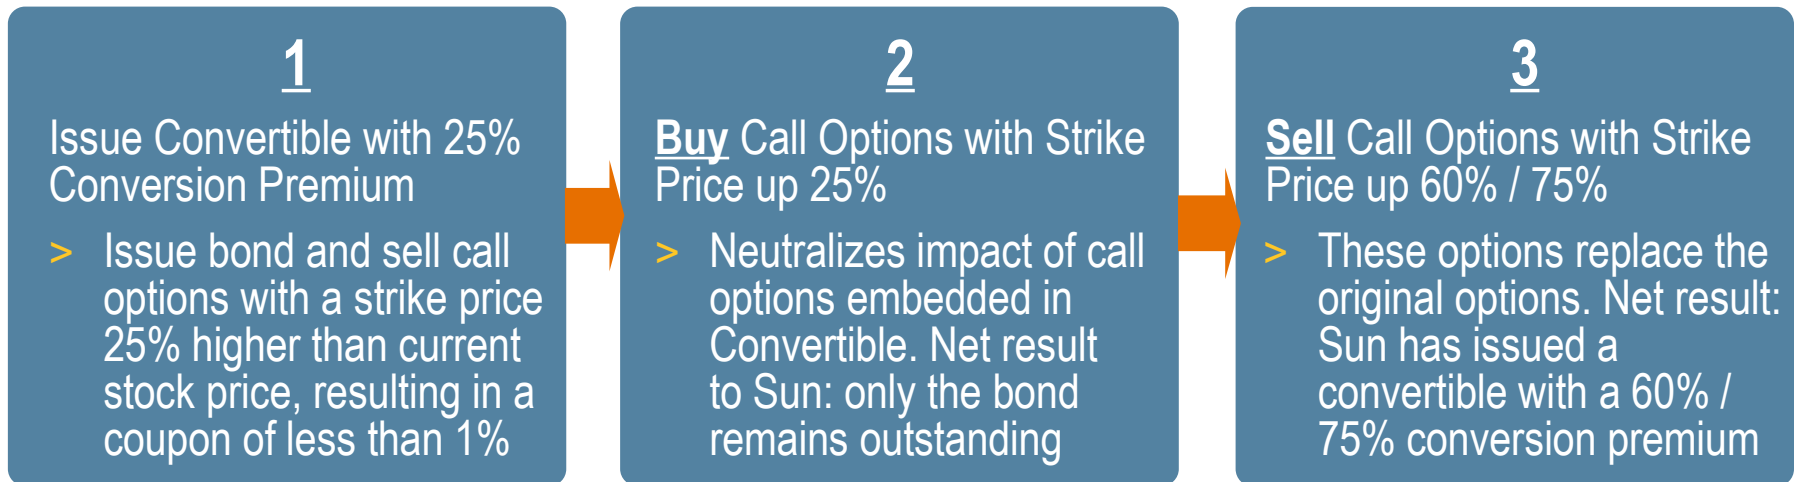 1
Issue Convertible with 25%
Conversion Premium
> Issue bond and sell call
options with a strike price
25% higher than current
stock price, resulting in a
coupon of less than 1%
2
Buy Call Options with Strike
Price up 25%
> Neutralizes impact of call
options embedded in
Convertible. Net result
to Sun: only the bond
remains outstanding
3
Sell Call Options with Strike
Price up 60% / 75%
> These options replace the
original options. Net result:
Sun has issued a
convertible with a 60% /
75% conversion premium